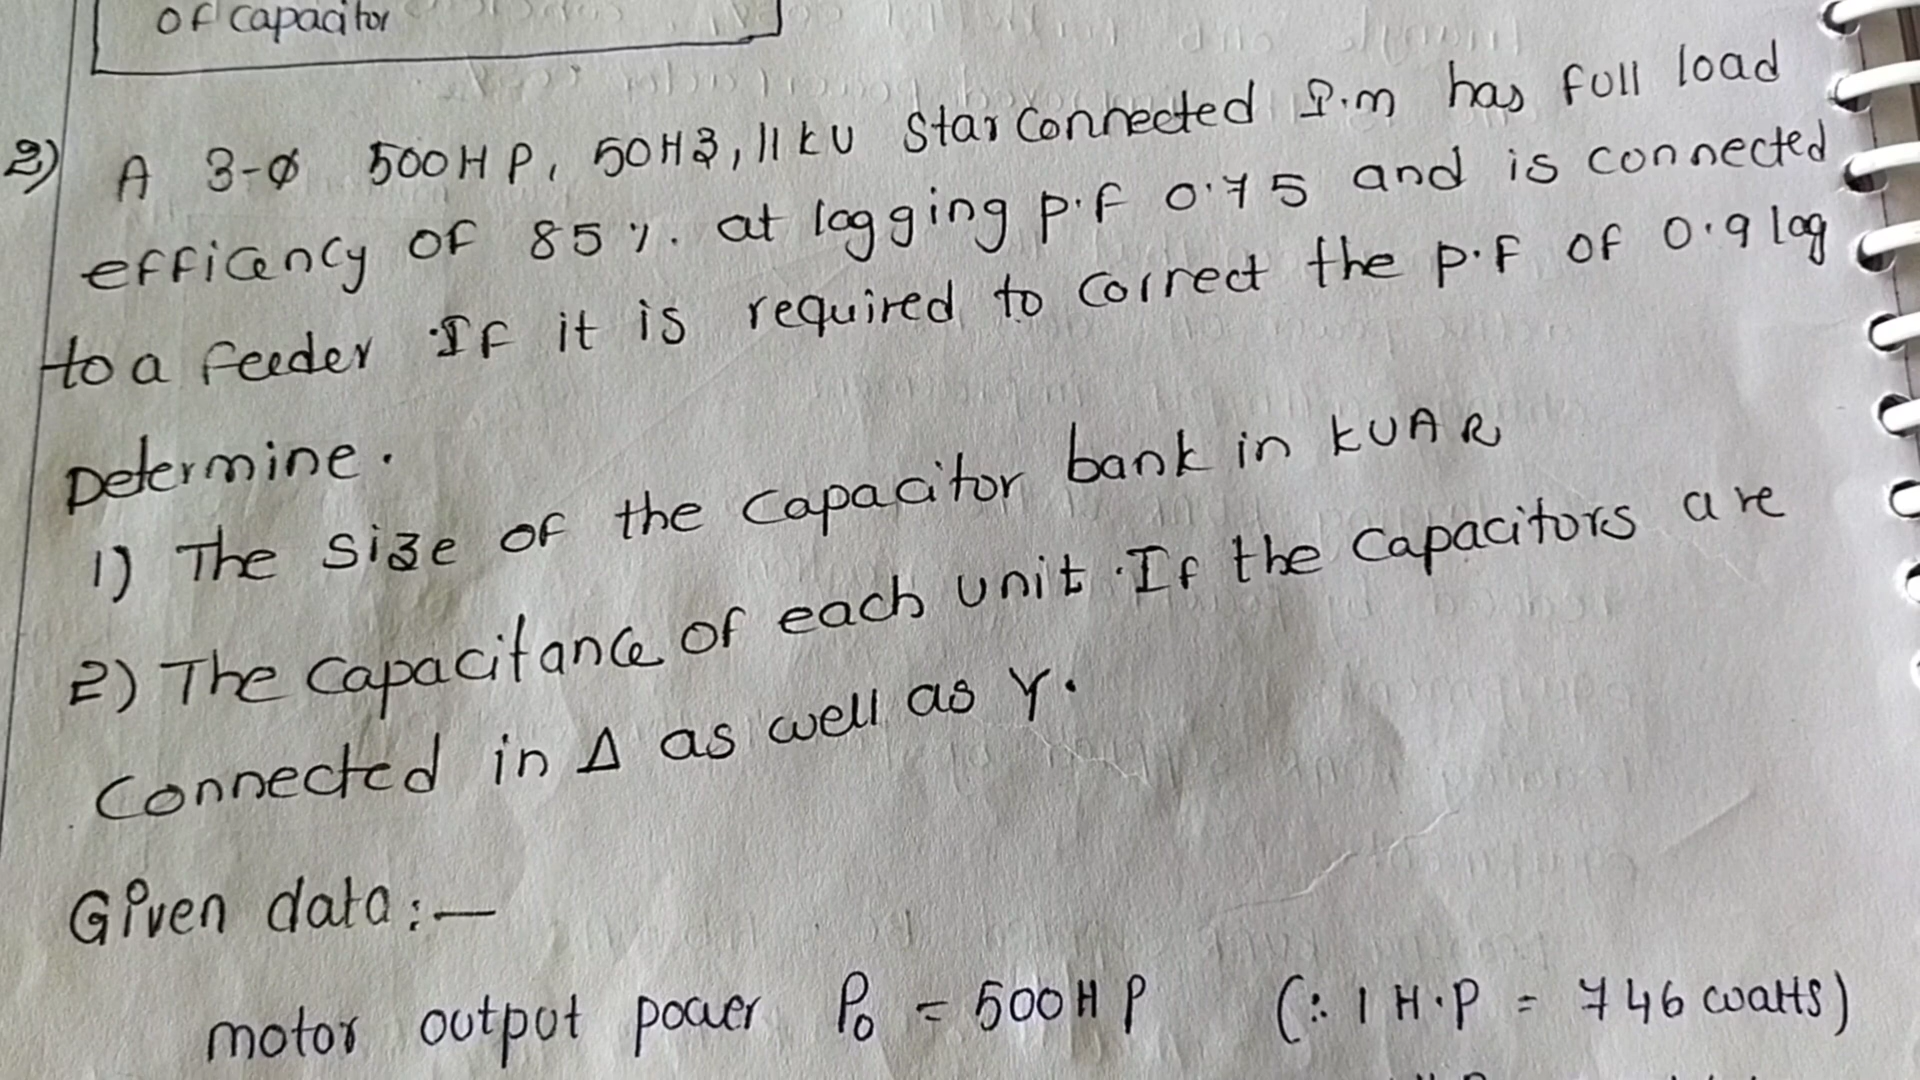 of capacitor
2) A 3-ф 500HP, 50HZ, 11KV star connected I.m has full load
efficency of 85%. at lagging p.f 0.75 and is connected
to a feeder. If it is required to correct the p.f of 0.9 lag
Determine.
1) The size of the capacitor bank in KVAR
2) The capacitance of each unit. If the capacitors are
connected in Δ as well as Y.
Given data:—
motor output power P₀ = 500HP (∵ 1 H.P = 746 watts)